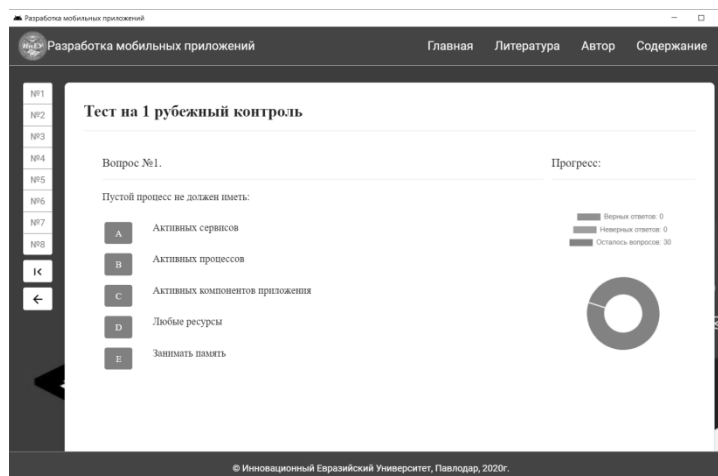 Разработка мобильных приложений
ИнЕУ Разработка мобильных приложений Главная Литература Автор Содержание
№1
№2
№3
№4
№5
№6
№7
№8
Тест на 1 рубежный контроль
Вопрос №1.
Пустой процесс не должен иметь:
A Активных сервисов
B Активных процессов
C Активных компонентов приложения
D Любые ресурсы
E Занимать память
Прогресс:
Верных ответов: 0
Неверных ответов: 0
Осталось вопросов: 30
© Инновационный Евразийский Университет, Павлодар, 2020г.